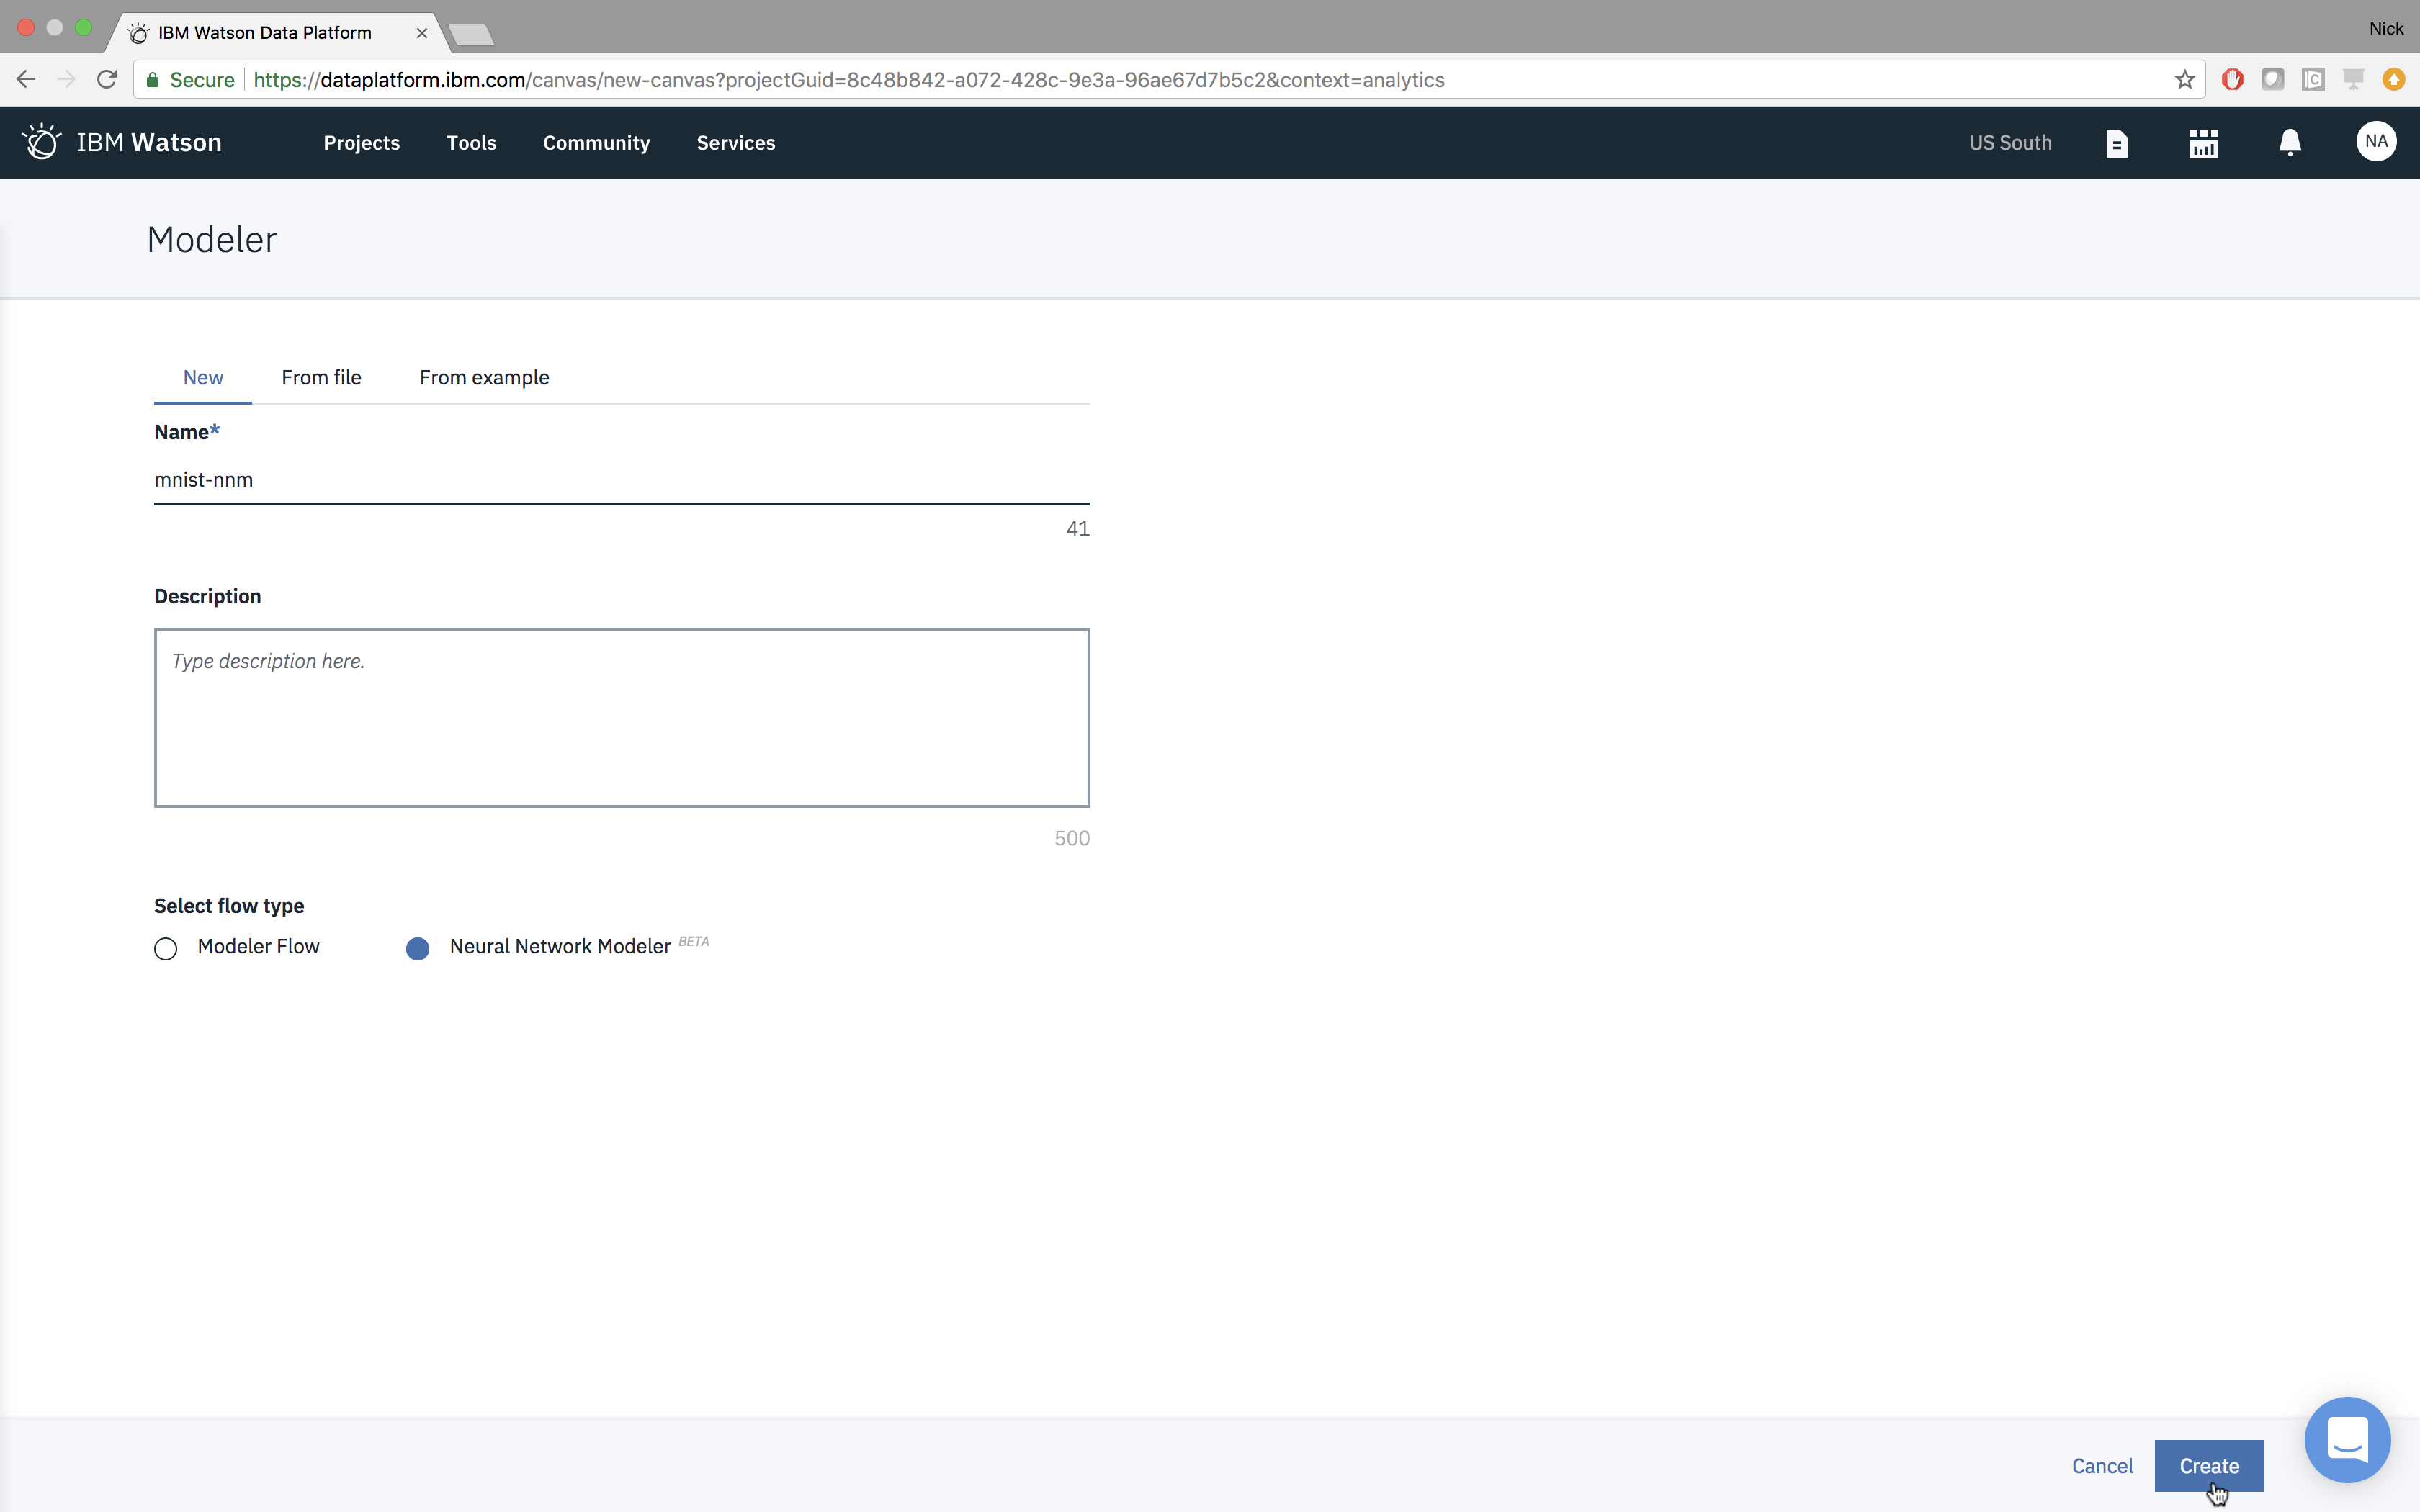 IBM Watson Data Platform
Nick
Secure https://dataplatform.ibm.com/canvas/new-canvas?projectGuid=8c48b842-a072-428c-9e3a-96ae67d7b5c2&context=analytics
IBM Watson Projects Tools Community Services US South NA
Modeler
New From file From example
Name*
mnist-nnm
41
Description
Type description here.
500
Select flow type
Modeler Flow Neural Network Modeler BETA
Cancel Create